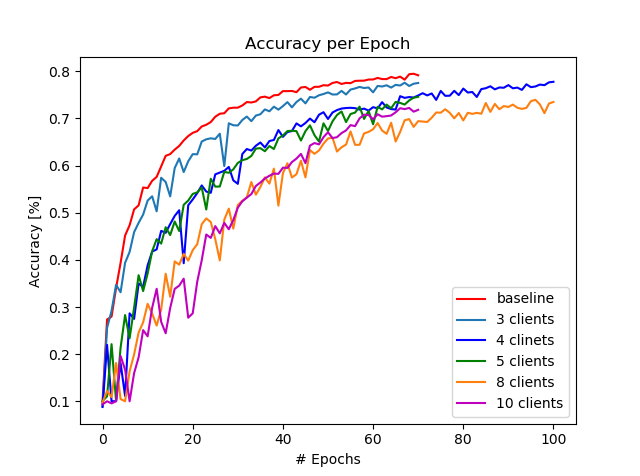 Accuracy per Epoch
Accuracy [%]
0.8
0.7
0.6
0.5
0.4
0.3
0.2
0.1
0 20 40 60 80 100
# Epochs
baseline
3 clients
4 clinets
5 clients
8 clients
10 clients